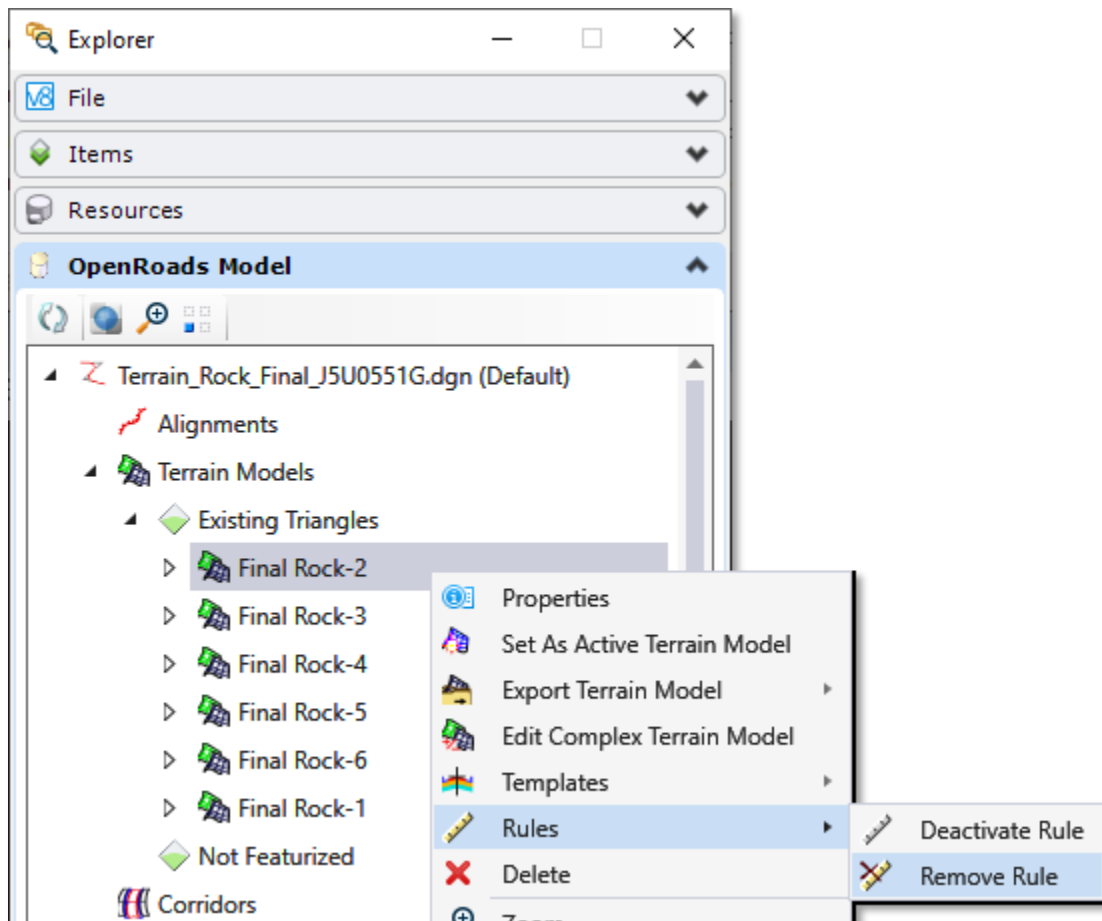 Explorer
V8 File
Items
Resources
OpenRoads Model
Terrain_Rock_Final_J5U0551G.dgn (Default)
Alignments
Terrain Models
Existing Triangles
Final Rock-2
Final Rock-3
Final Rock-4
Final Rock-5
Final Rock-6
Final Rock-1
Not Featurized
Corridors
Properties
Set As Active Terrain Model
Export Terrain Model
Edit Complex Terrain Model
Templates
Rules
Delete
Deactivate Rule
Remove Rule